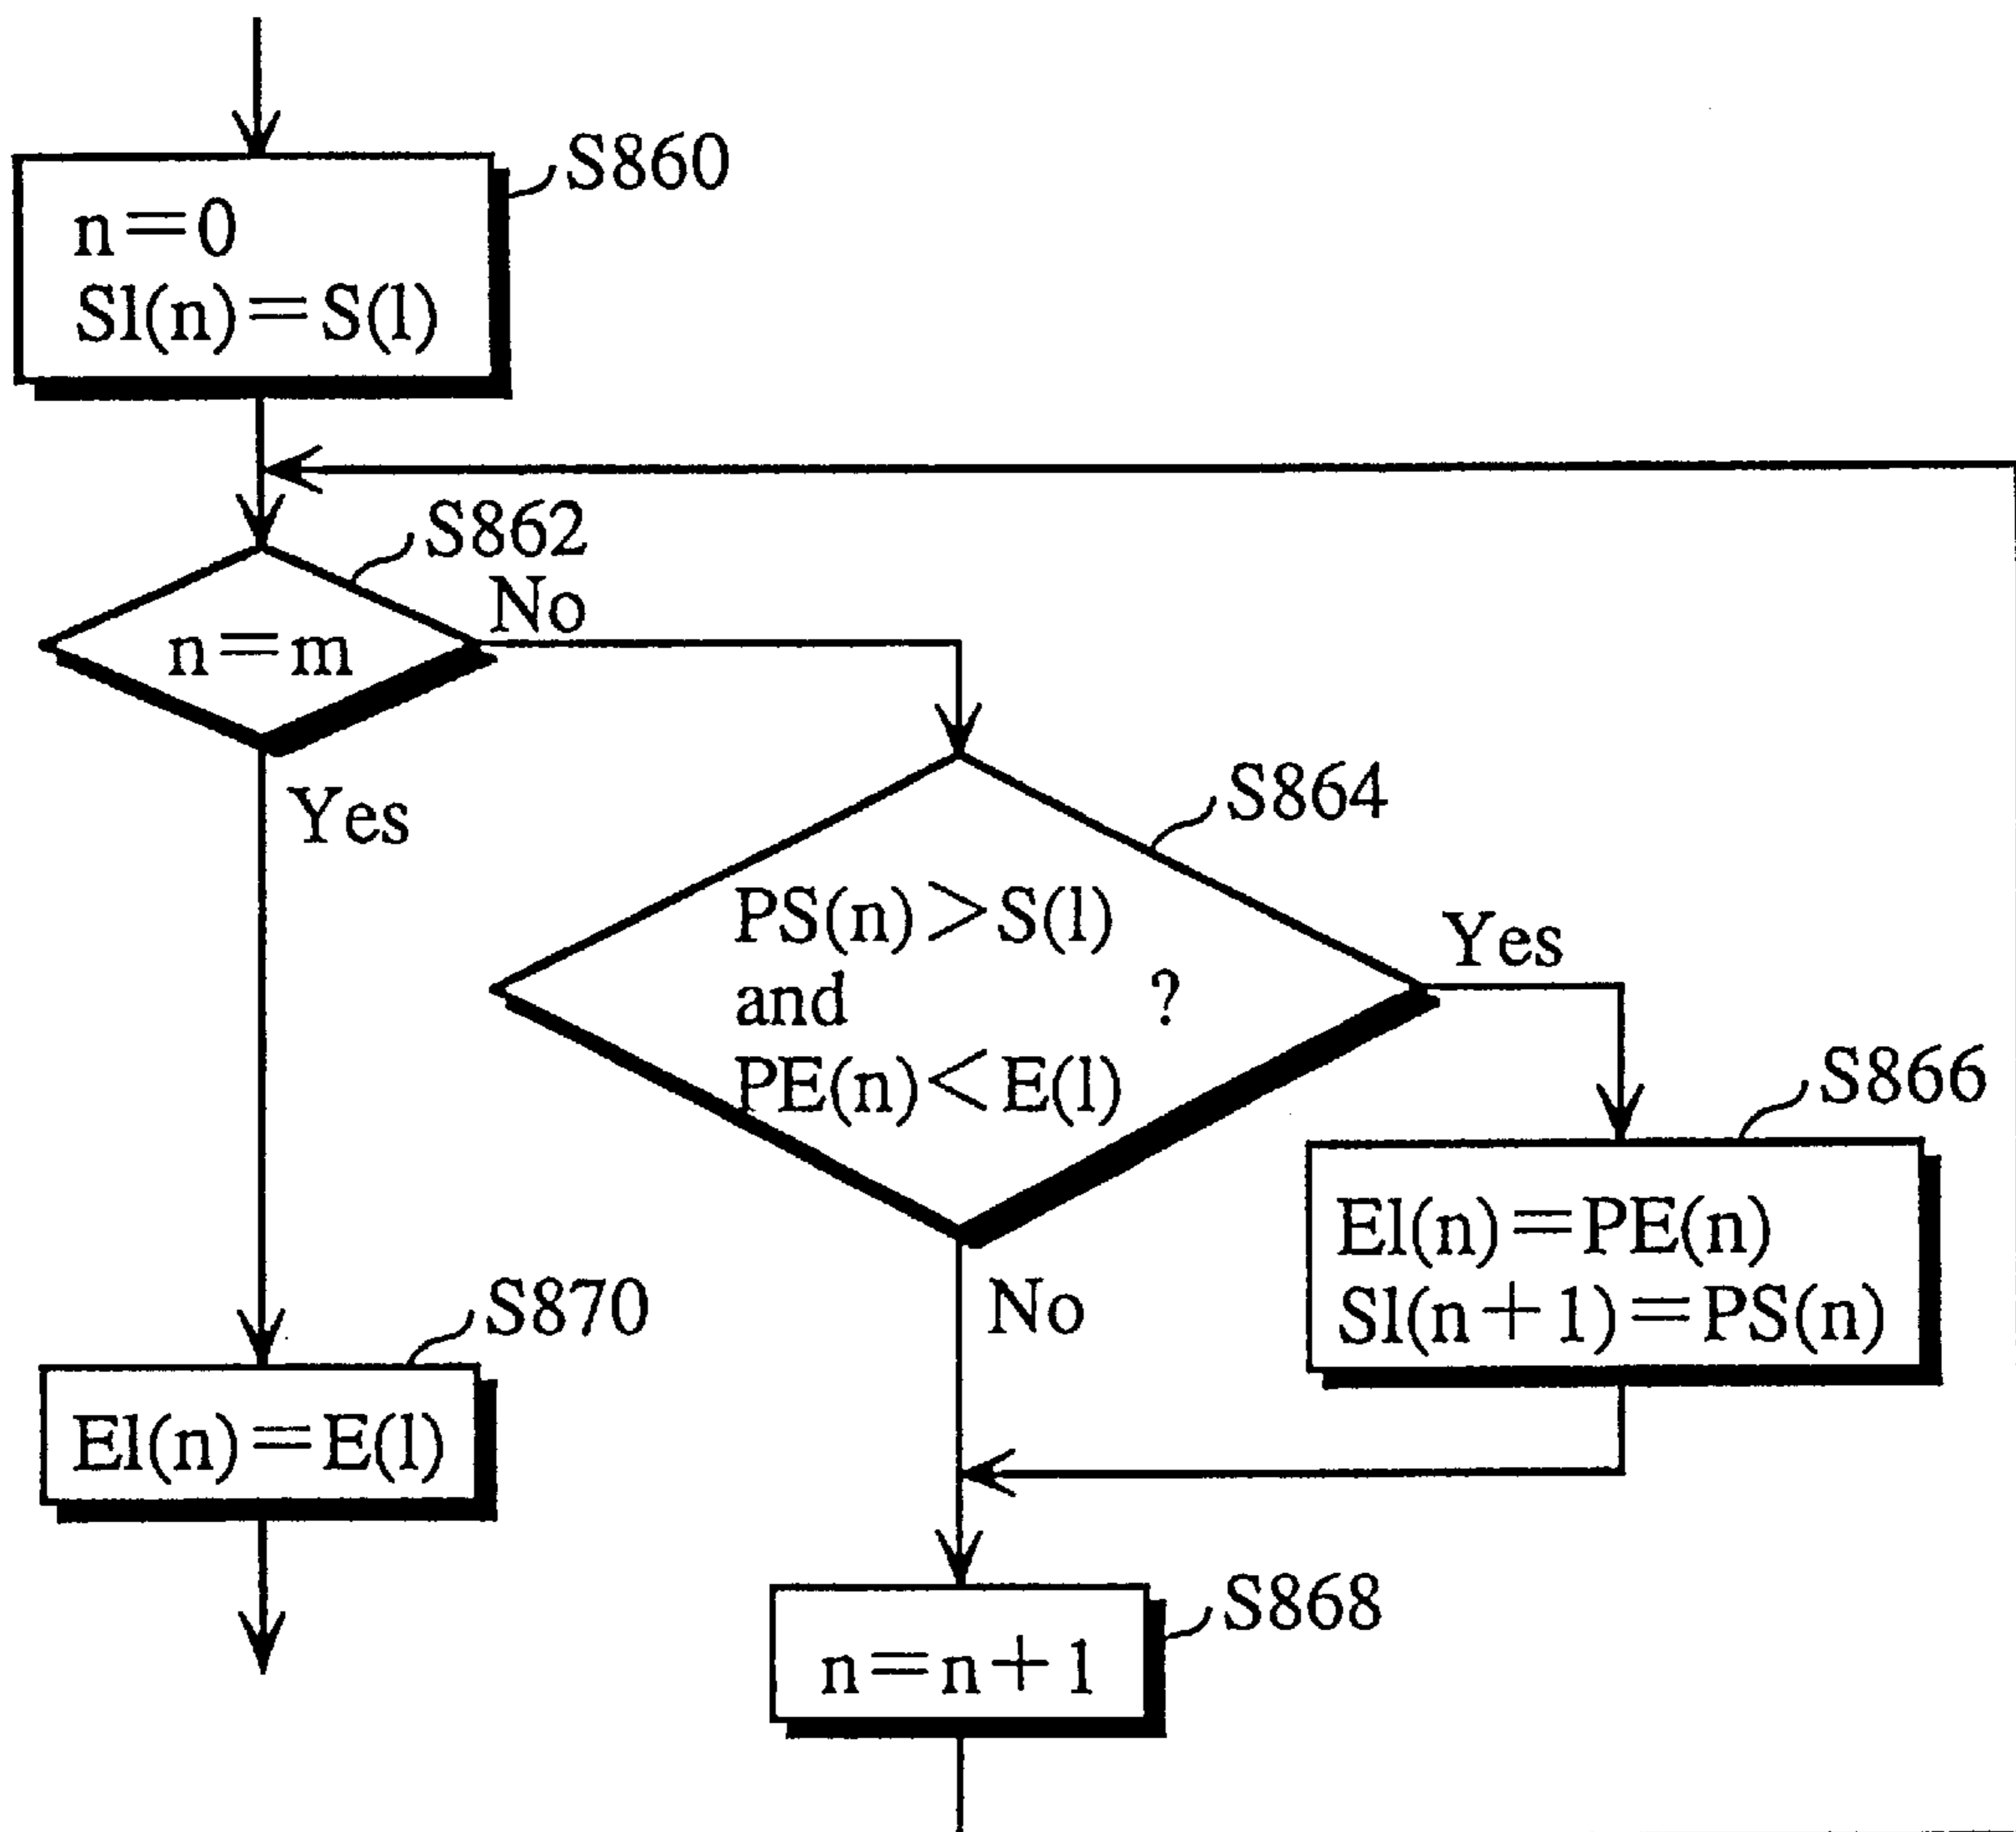 S860
n=0
Sl(n)=S(l)
S862
No
n=m
Yes
S864
PS(n)>S(l)
and ?
PE(n)<E(l)
Yes
S866
El(n)=PE(n)
Sl(n+1)=PS(n)
No
S870
El(n)=E(l)
S868
n=n+1